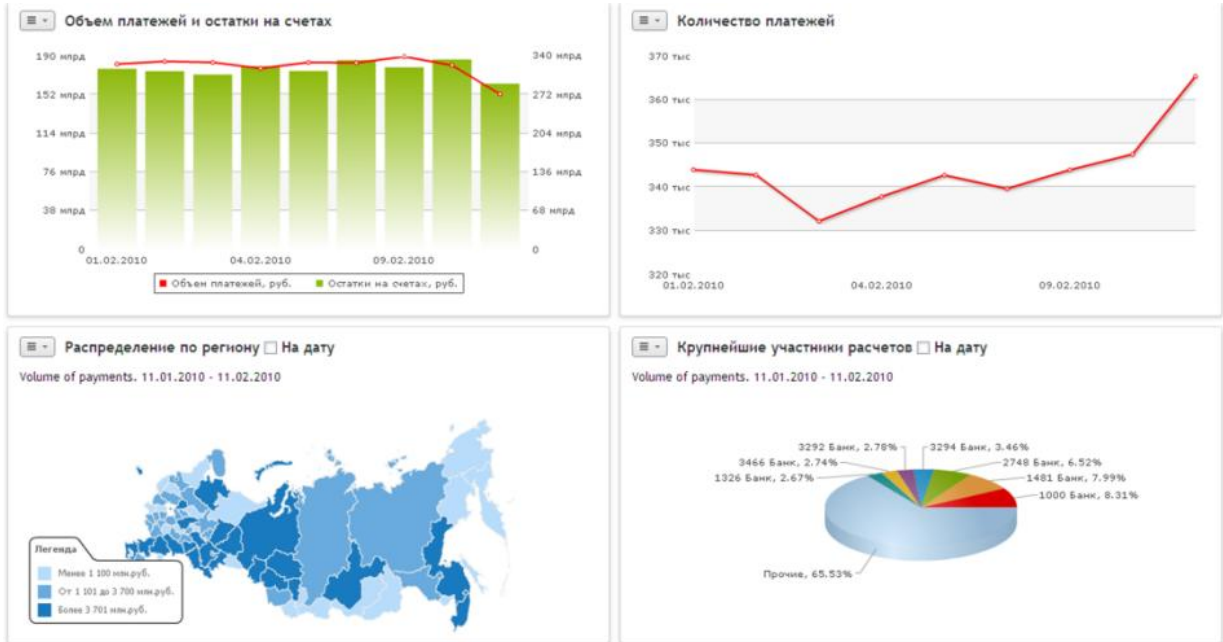 Объем платежей и остатки на счетах
190 млрд
152 млрд
114 млрд
76 млрд
38 млрд
0
340 млрд
272 млрд
204 млрд
136 млрд
68 млрд
0
01.02.2010
04.02.2010
09.02.2010
Объем платежей, руб.
Остатки на счетах, руб.
Количество платежей
370 тыс
360 тыс
350 тыс
340 тыс
330 тыс
320 тыс
01.02.2010
04.02.2010
09.02.2010
Распределение по региону На дату
Volume of payments. 11.01.2010 - 11.02.2010
Легенда
Менее 1 100 млн.руб.
От 1 101 до 3 700 млн.руб.
Более 3 701 млн.руб.
Крупнейшие участники расчетов На дату
Volume of payments. 11.01.2010 - 11.02.2010
3292 Банк, 2.78%
3294 Банк, 3.46%
3466 Банк, 2.74%
2748 Банк, 6.52%
1326 Банк, 2.67%
1481 Банк, 7.99%
1000 Банк, 8.31%
Прочие, 65.53%